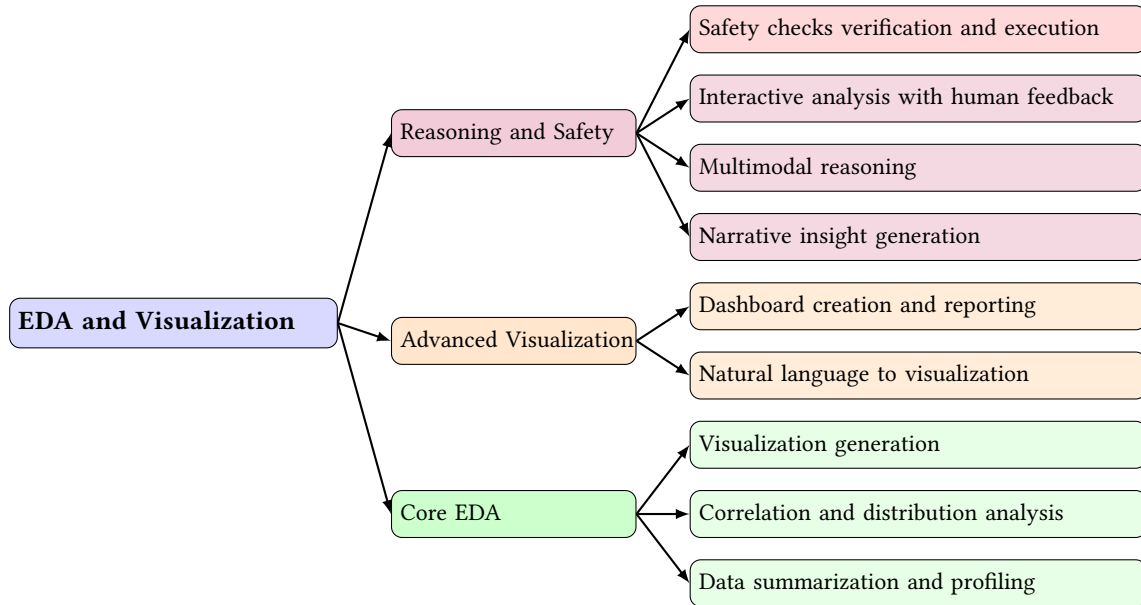 EDA and Visualization
Reasoning and Safety
Safety checks verification and execution
Interactive analysis with human feedback
Multimodal reasoning
Narrative insight generation
Advanced Visualization
Dashboard creation and reporting
Natural language to visualization
Core EDA
Visualization generation
Correlation and distribution analysis
Data summarization and profiling